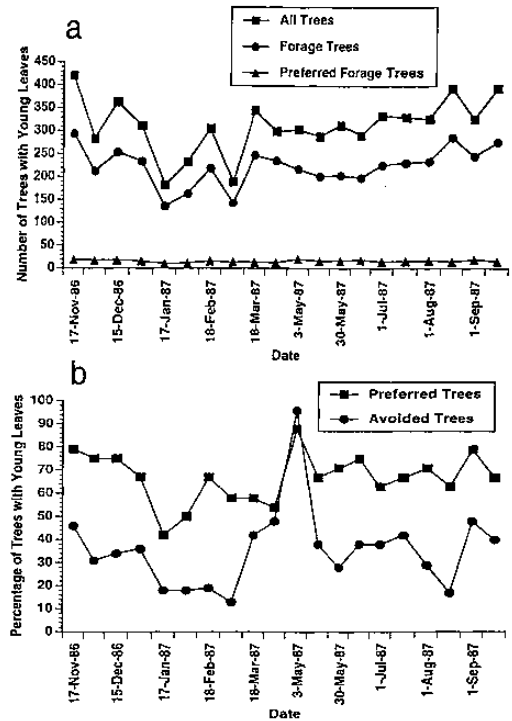 a
All Trees
Forage Trees
Preferred Forage Trees
Number of Trees with Young Leaves
450
400
350
300
250
200
150
100
50
0
17-Nov-86
15-Dec-86
17-Jan-87
18-Feb-87
18-Mar-87
3-May-87
30-May-87
1-Jul-87
1-Aug-87
1-Sep-87
Date
b
Preferred Trees
Avoided Trees
Percentage of Trees with Young Leaves
100
90
80
70
60
50
40
30
20
10
0
17-Nov-86
15-Dec-86
17-Jan-87
18-Feb-87
18-Mar-87
3-May-87
30-May-87
1-Jul-87
1-Aug-87
1-Sep-87
Date